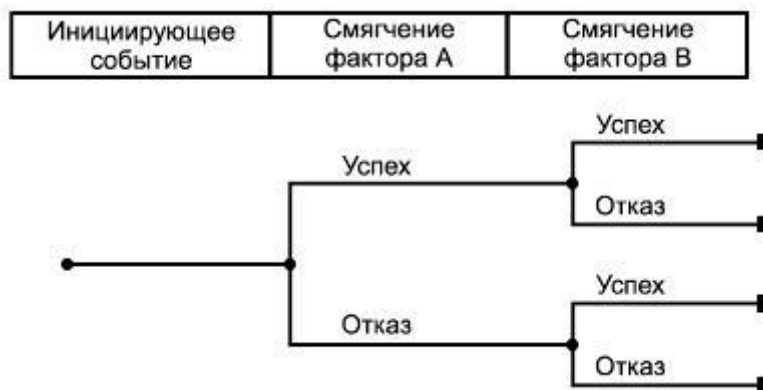 Инициирующее
событие
Смягчение
фактора А
Смягчение
фактора В
Успех
Успех
Отказ
Успех
Отказ
Отказ